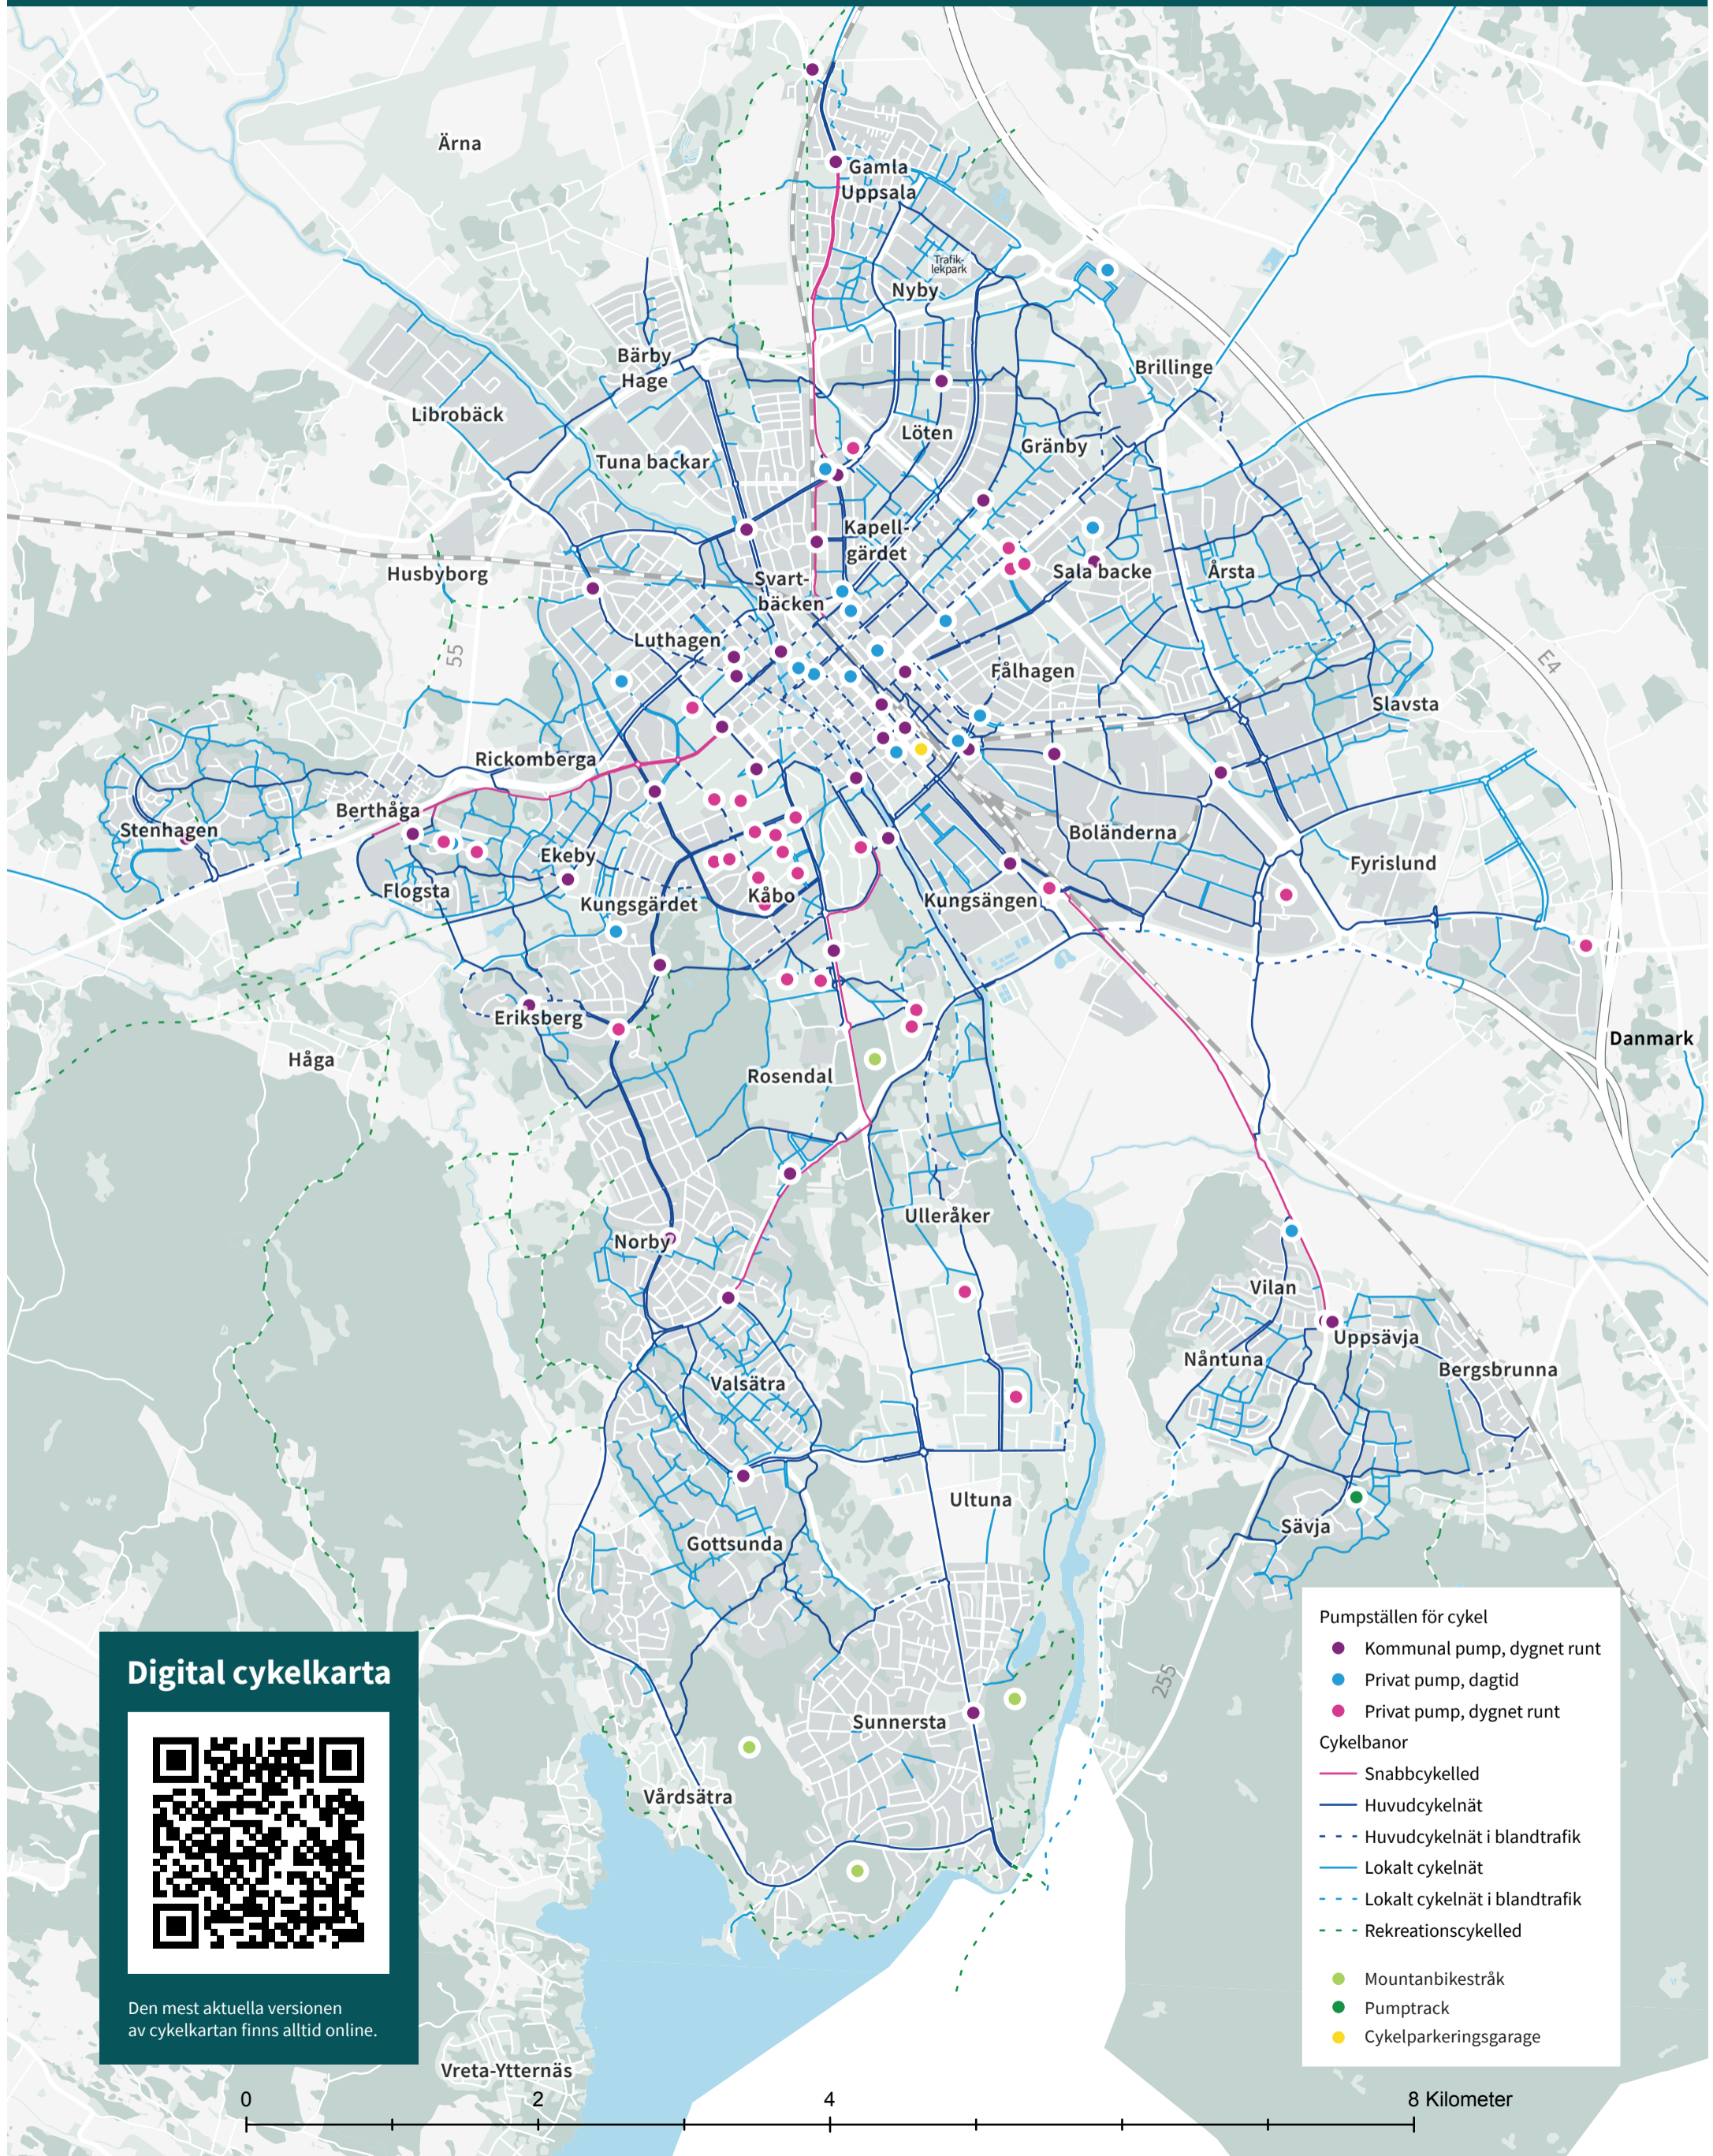 Ärna
Gamla
Uppsala
Trafik-
lekpark
Nyby
Bärby
Hage
Brillinge
Librobäck
Löten
Gränby
Tuna backar
Kapell-
gärdet
Husbyborg
Svart-
bäcken
Sala backe
Årsta
Luthagen
55
Fålhagen
E4
Slavsta
Rickomberga
Berthåga
Stenhagen
Boländerna
Ekeby
Fyrislund
Flogsta
Kungsgärdet
Kåbo
Kungsängen
Eriksberg
Danmark
Håga
Rosendal
Ulleråker
Norby
Vilan
Uppsävja
Nåntuna
Bergsbrunna
Valsätra
Ultuna
Sävja
Gottsunda
255
Sunnersta
Vårdsätra
Vreta-Ytternäs
Digital cykelkarta
Den mest aktuella versionen
av cykelkartan finns alltid online.
Pumpställen för cykel
Kommunal pump, dygnet runt
Privat pump, dagtid
Privat pump, dygnet runt
Cykelbanor
Snabbcykelled
Huvudcykelnät
Huvudcykelnät i blandtrafik
Lokalt cykelnät
Lokalt cykelnät i blandtrafik
Rekreationscykelled
Mountanbikestråk
Pumptrack
Cykelparkeringsgarage
0 2 4 8 Kilometer